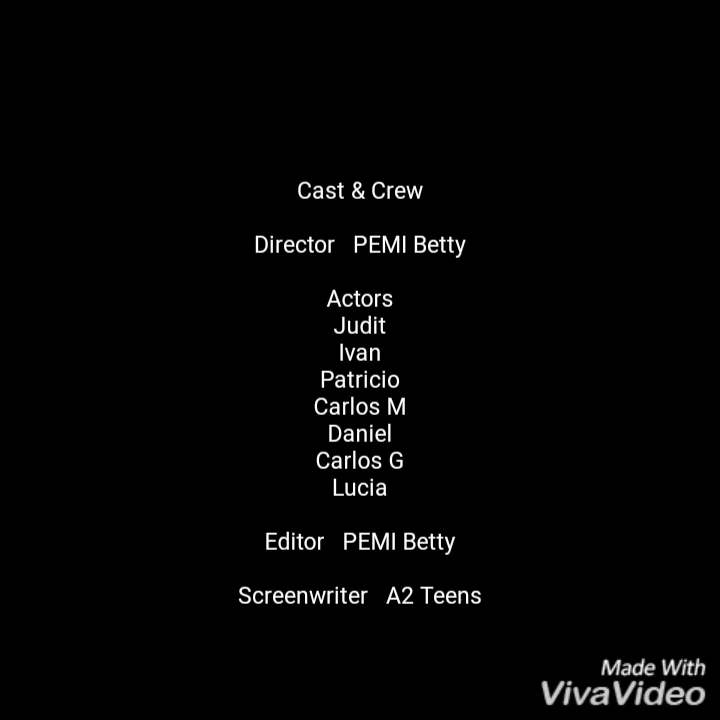 Cast & Crew
Director PEMI Betty
Actors
Judit
Ivan
Patricio
Carlos M
Daniel
Carlos G
Lucia
Editor PEMI Betty
Screenwriter A2 Teens
Made With
VivaVideo